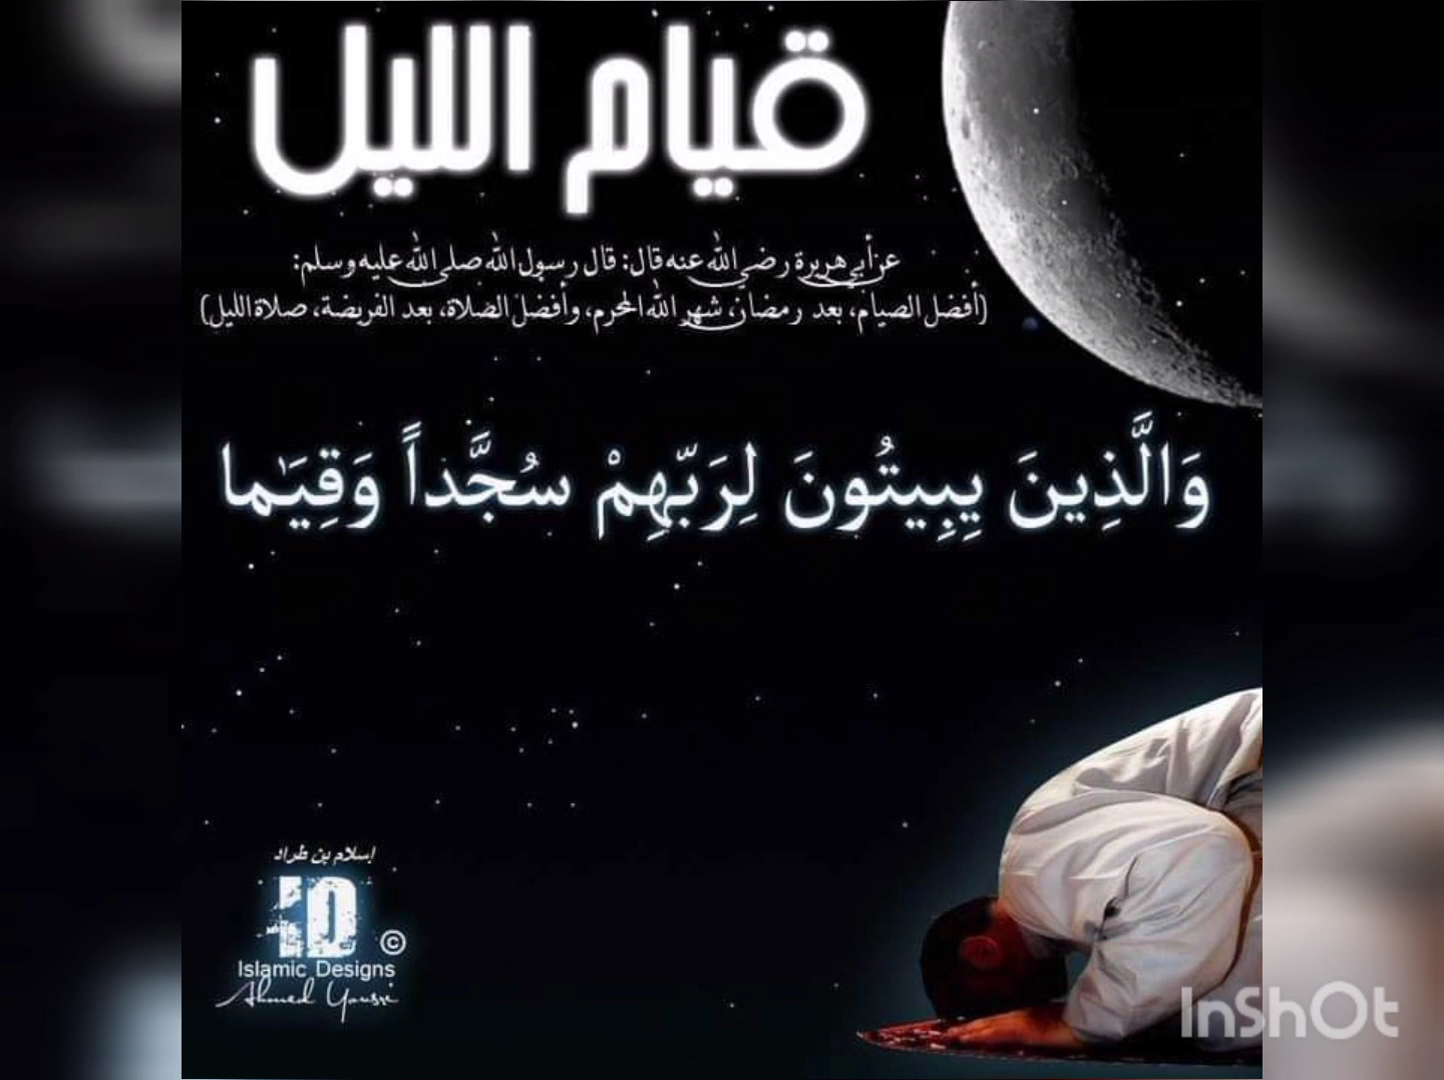 قيام الليل
عن أبي هريرة رضي الله عنه قال: قال رسول الله صلى الله عليه وسلم:
(أفضل الصيام، بعد رمضان، شهر الله المحرم، وأفضل الصلاة، بعد الفريضة، صلاة الليل)
وَالَّذِينَ يِبِيتُونَ لِرَبِّهِمْ سُجَّداً وَقِيَـٰما
إسلام بن طراد
ID ©
Islamic Designs
Ahmed Yousri
InShOt